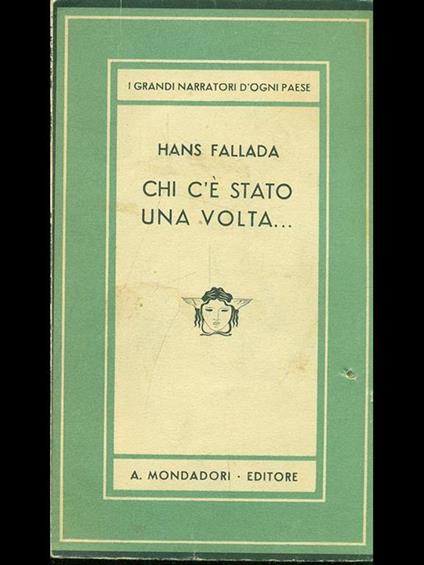 I GRANDI NARRATORI D'OGNI PAESE
HANS FALLADA
CHI C'È STATO
UNA VOLTA...
A. MONDADORI · EDITORE